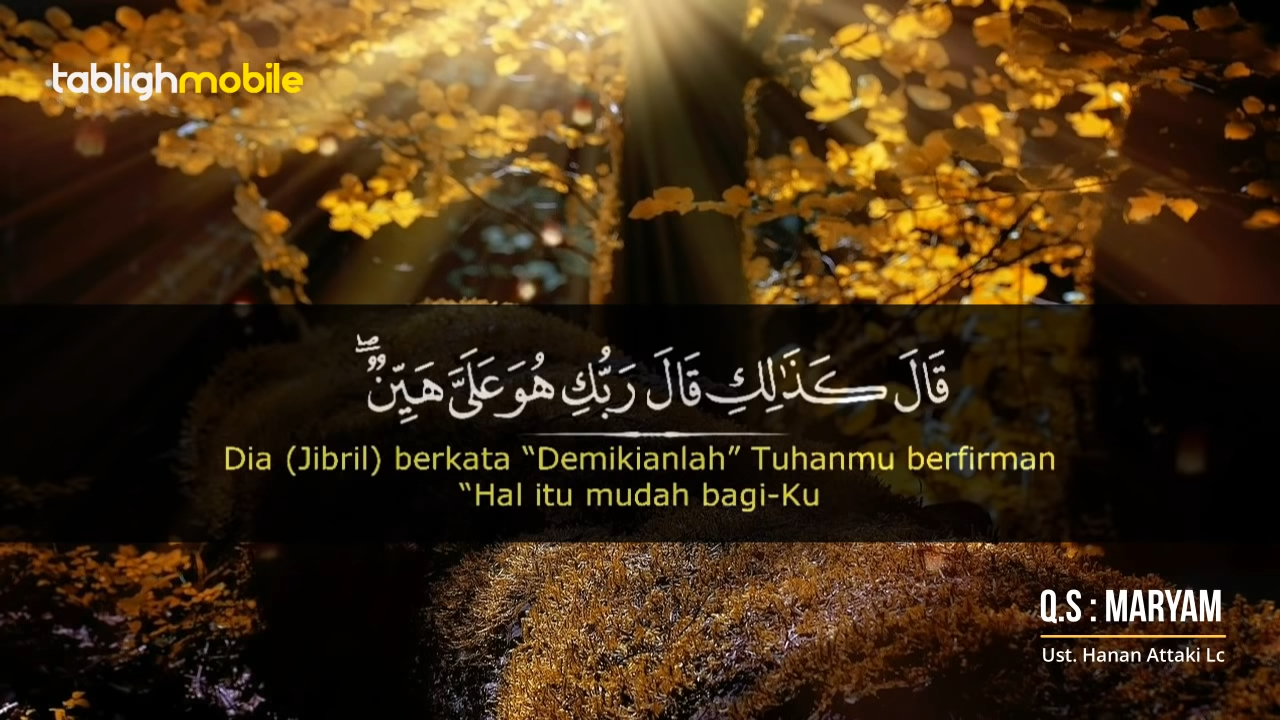 tablighmobile
قَالَ كَذَٰلِكِ قَالَ رَبُّكِ هُوَ عَلَىَّ هَيِّنٌ ۖ
Dia (Jibril) berkata “Demikianlah” Tuhanmu berfirman
“Hal itu mudah bagi-Ku
Q.S : MARYAM
Ust. Hanan Attaki Lc